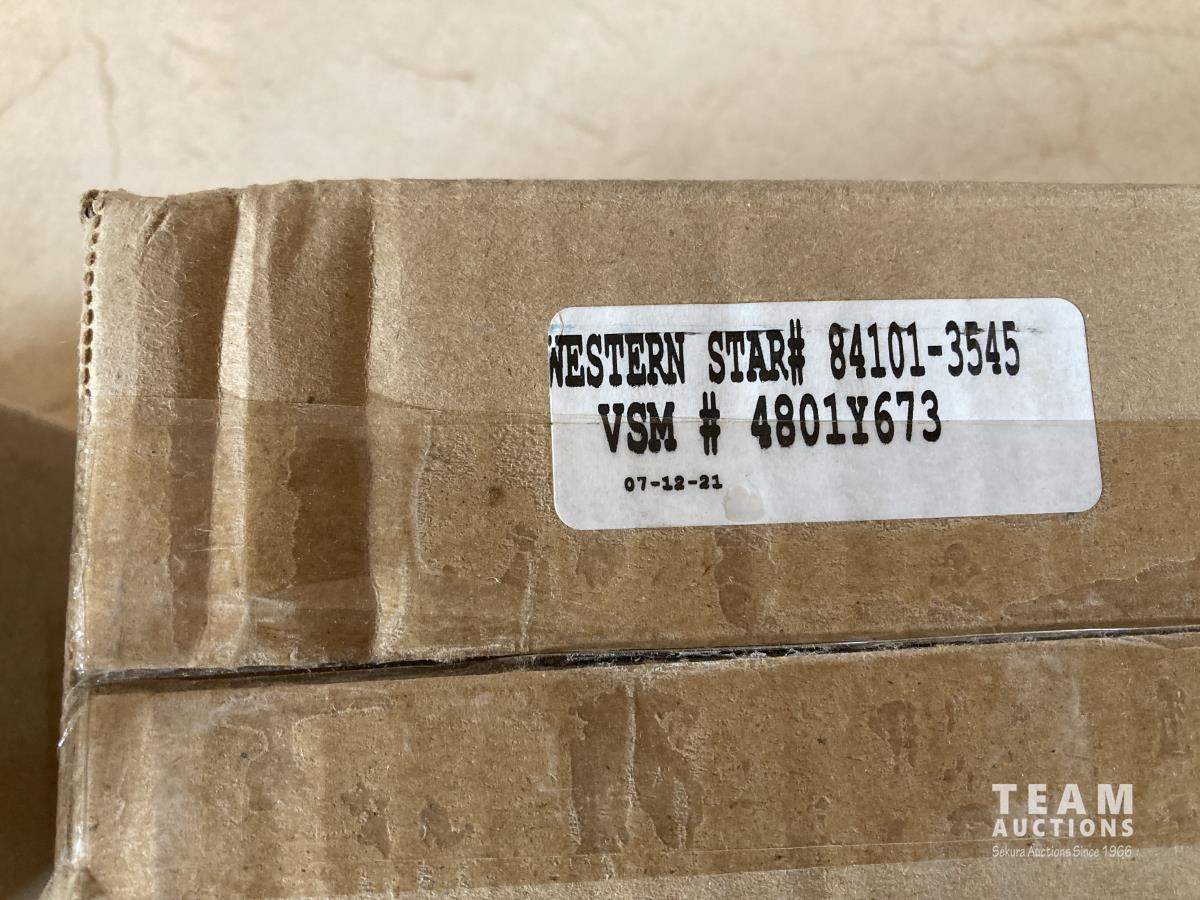 WESTERN STAR# 84101-3545
VSM # 4801Y673
07-12-21
TEAM
AUCTIONS
Sekura Auctions Since 1966